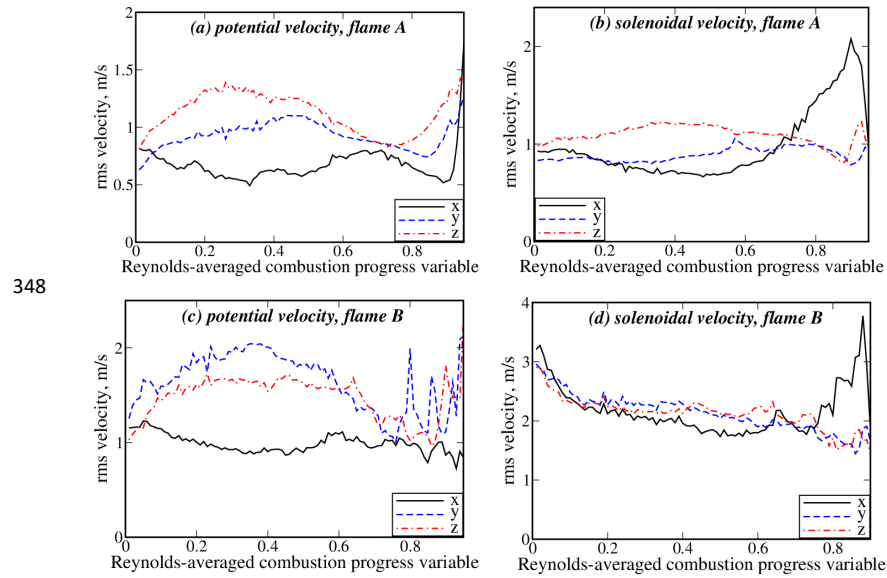 (a) potential velocity, flame A
rms velocity, m/s
2
1.5
1
0.5
0
0
0.2
0.4
0.6
0.8
x
y
z
Reynolds-averaged combustion progress variable
(b) solenoidal velocity, flame A
rms velocity, m/s
2
1
0
0
0.2
0.4
0.6
0.8
x
y
z
Reynolds-averaged combustion progress variable
348
(c) potential velocity, flame B
rms velocity, m/s
2
1
0
0
0.2
0.4
0.6
0.8
x
y
z
Reynolds-averaged combustion progress variable
(d) solenoidal velocity, flame B
rms velocity, m/s
4
3
2
1
0
0
0.2
0.4
0.6
0.8
x
y
z
Reynolds-averaged combustion progress variable